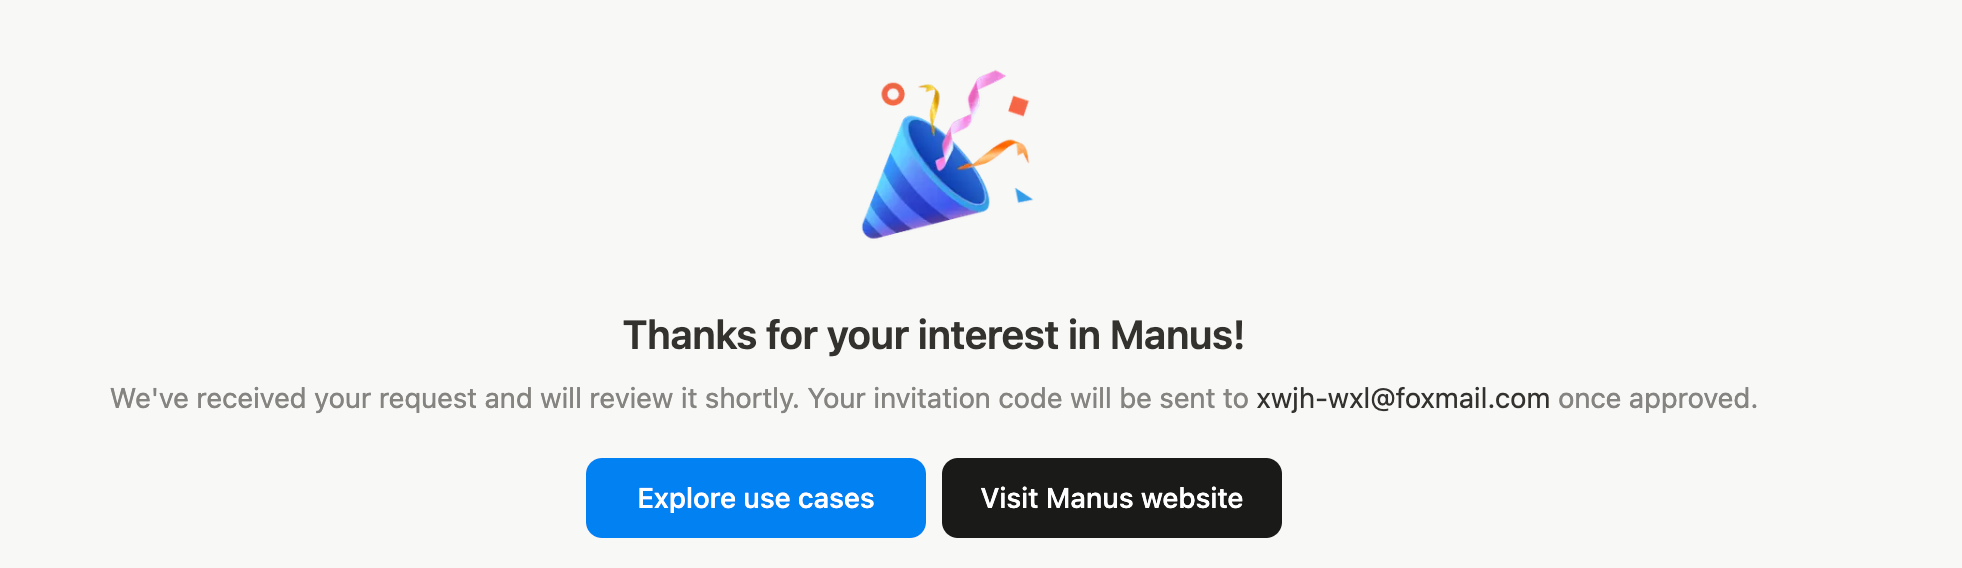 Thanks for your interest in Manus!
We've received your request and will review it shortly. Your invitation code will be sent to xwjh-wxl@foxmail.com once approved.
Explore use cases
Visit Manus website